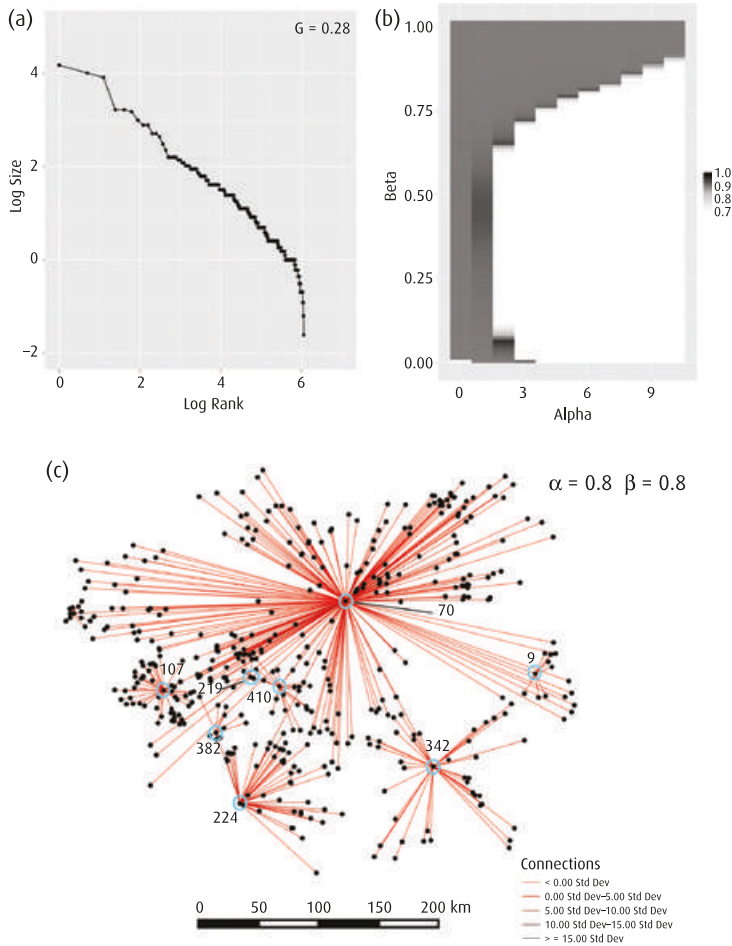 (a)
G = 0.28
4
2
0
−2
Log Size
0 2 4 6
Log Rank
(b)
1.00
0.75
0.50
0.25
0.00
Beta
0 3 6 9
Alpha
1.0
0.9
0.8
0.7
(c)
α = 0.8 β = 0.8
70
9
107
219
410
382
342
224
Connections
< 0.00 Std Dev
0.00 Std Dev–5.00 Std Dev
5.00 Std Dev–10.00 Std Dev
10.00 Std Dev–15.00 Std Dev
> = 15.00 Std Dev
0 50 100 150 200 km